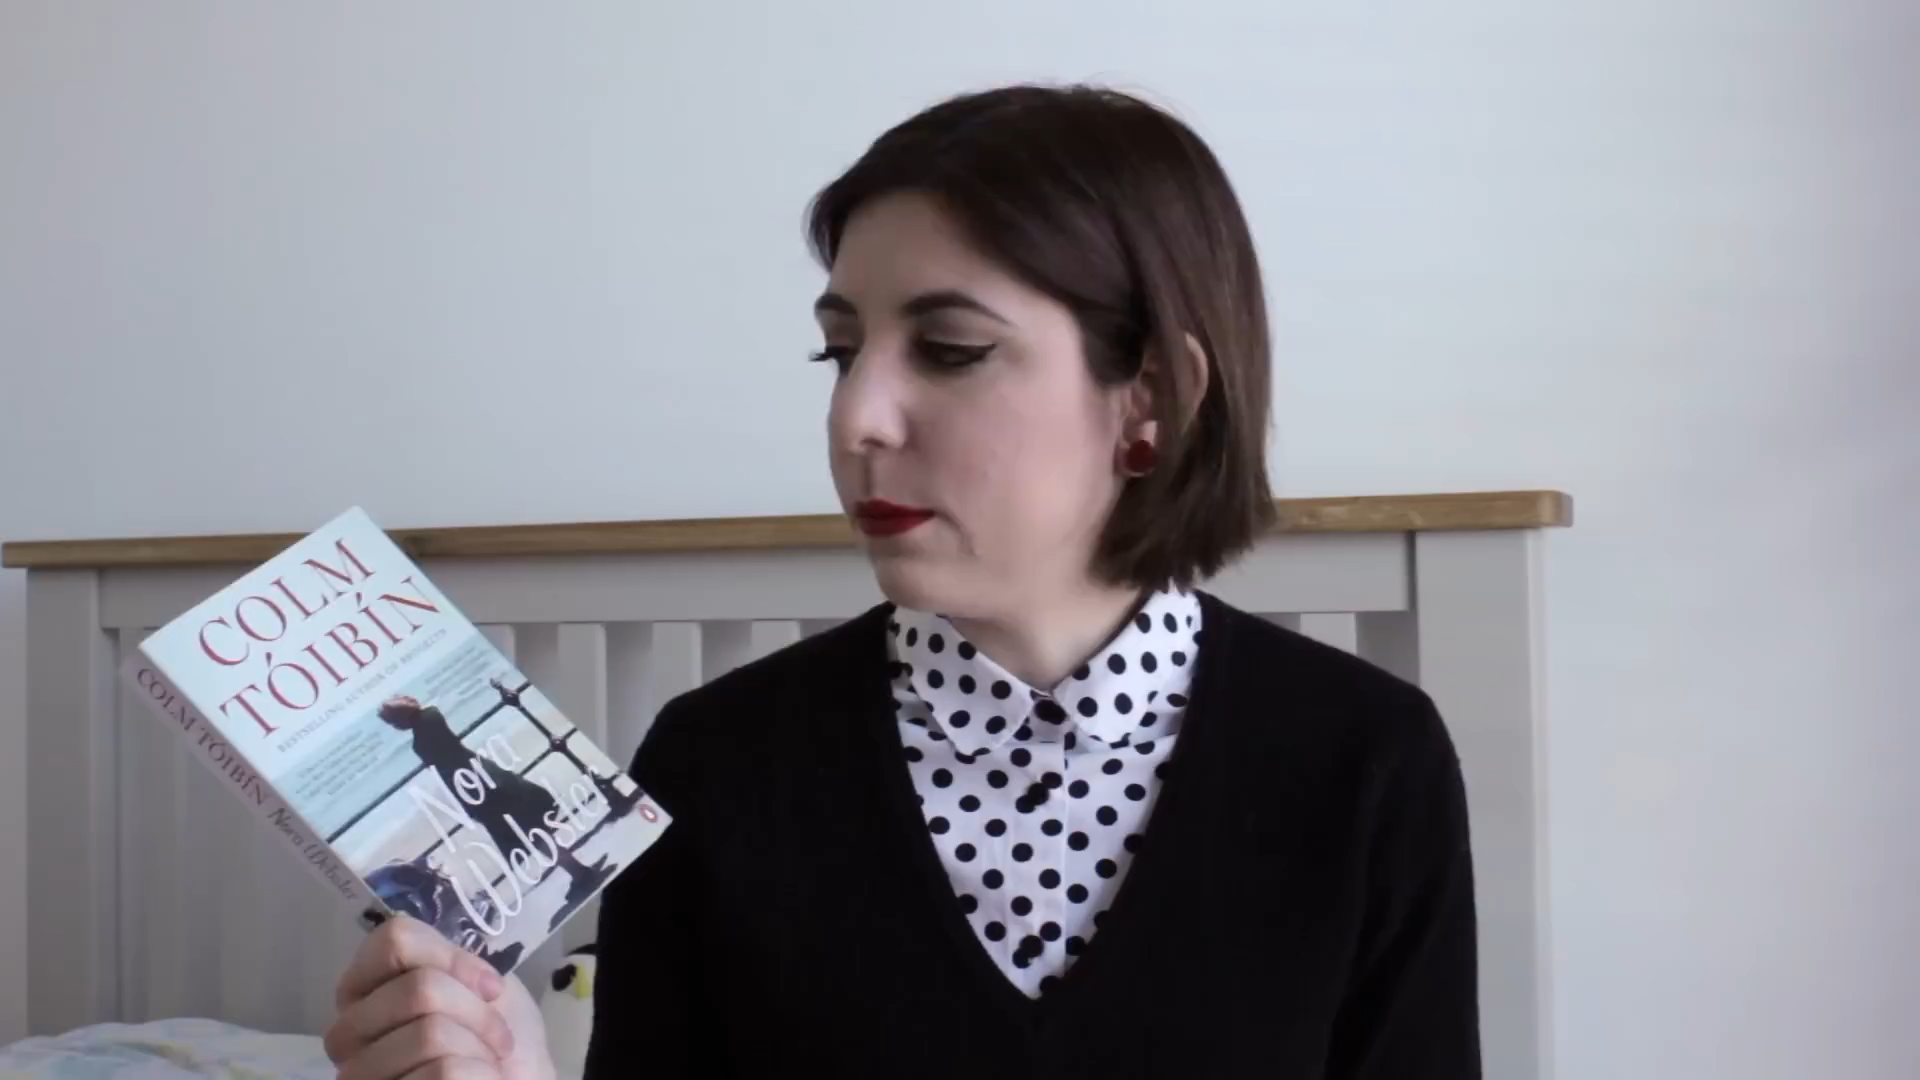 COLM
TÓIBÍN
BESTSELLING AUTHOR OF BROOKLYN
Nora
Webster
COLM TÓIBÍN Nora Webster